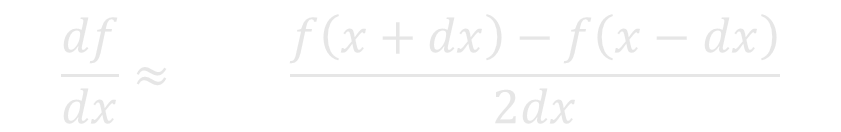 df/dx ≈ (f(x + dx) − f(x − dx))/(2dx)